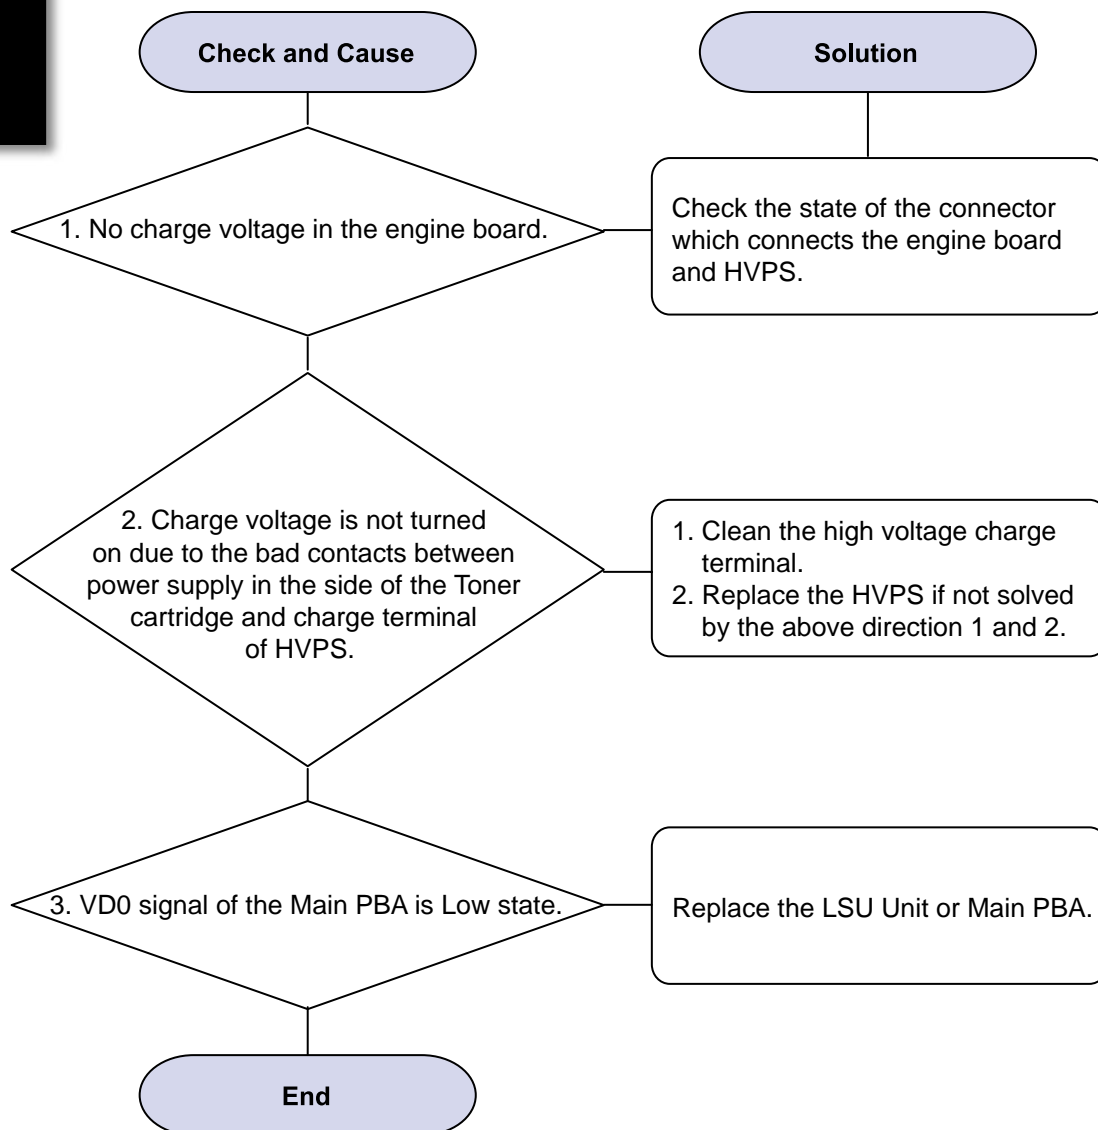 Check and Cause
Solution
1. No charge voltage in the engine board.
Check the state of the connector
which connects the engine board
and HVPS.
2. Charge voltage is not turned
on due to the bad contacts between
power supply in the side of the Toner
cartridge and charge terminal
of HVPS.
1. Clean the high voltage charge
terminal.
2. Replace the HVPS if not solved
by the above direction 1 and 2.
3. VD0 signal of the Main PBA is Low state.
Replace the LSU Unit or Main PBA.
End